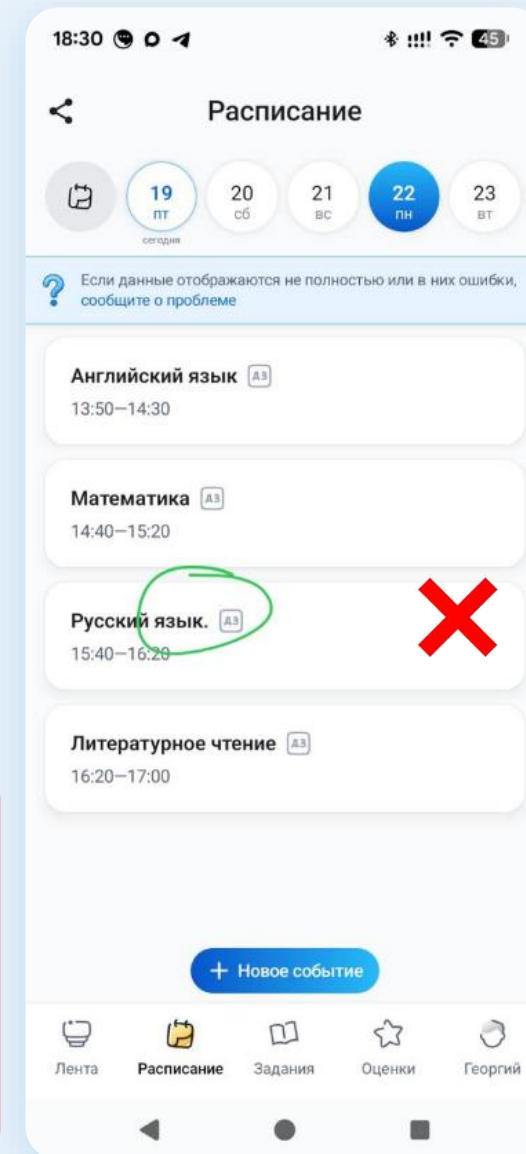 18:30 45
Расписание
19 20 21 22 23
пт сб вс пн вт
сегодня
Если данные отображаются не полностью или в них ошибки,
сообщите о проблеме
Английский язык ДЗ
13:50–14:30
Математика ДЗ
14:40–15:20
Русский язык. ДЗ
15:40–16:20
Литературное чтение ДЗ
16:20–17:00
+ Новое событие
Лента Расписание Задания Оценки Георгий